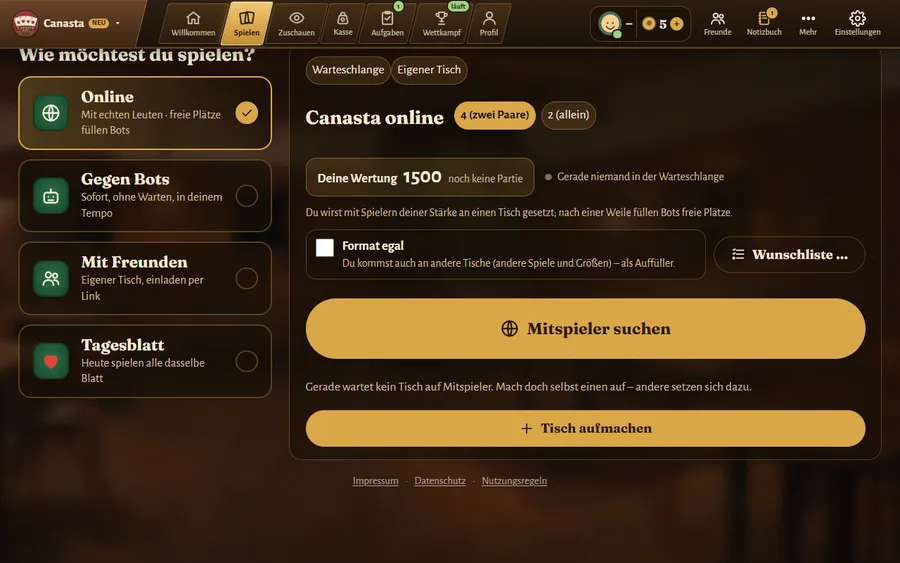 Canasta NEU
Willkommen
Spielen
Zuschauen
Kasse
1
Aufgaben
läuft
Wettkampf
Profil
– 5 +
Freunde
1
Notizbuch
Mehr
Einstellungen
Wie möchtest du spielen?
Online
Mit echten Leuten · freie Plätze
füllen Bots
Gegen Bots
Sofort, ohne Warten, in deinem
Tempo
Mit Freunden
Eigener Tisch, einladen per
Link
Tagesblatt
Heute spielen alle dasselbe
Blatt
Warteschlange Eigener Tisch
Canasta online 4 (zwei Paare) 2 (allein)
Deine Wertung 1500 noch keine Partie Gerade niemand in der Warteschlange
Du wirst mit Spielern deiner Stärke an einen Tisch gesetzt; nach einer Weile füllen Bots freie Plätze.
Format egal
Du kommst auch an andere Tische (andere Spiele und Größen) – als Auffüller.
Wunschliste ...
Mitspieler suchen
Gerade wartet kein Tisch auf Mitspieler. Mach doch selbst einen auf – andere setzen sich dazu.
+ Tisch aufmachen
Impressum · Datenschutz · Nutzungsregeln